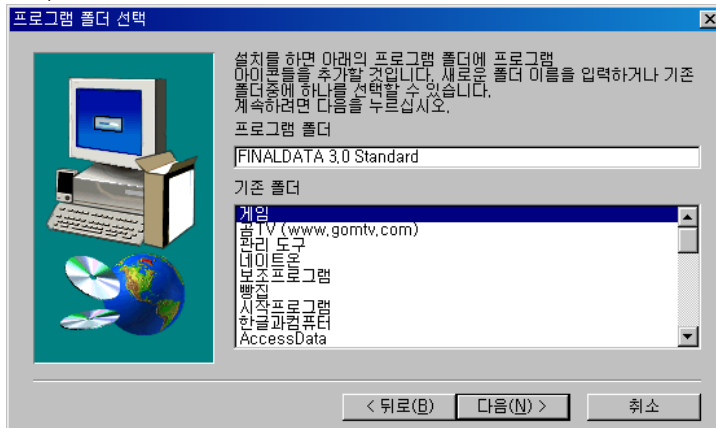 프로그램 폴더 선택
설치를 하면 아래의 프로그램 폴더에 프로그램
아이콘들을 추가할 것입니다. 새로운 폴더 이름을 입력하거나 기존
폴더중에 하나를 선택할 수 있습니다.
계속하려면 다음을 누르십시오.
프로그램 폴더
FINALDATA 3.0 Standard
기존 폴더
게임
곰TV (www.gomtv.com)
관리 도구
네이트온
보조프로그램
빵집
시작프로그램
한글과컴퓨터
AccessData
< 뒤로(B)
다음(N) >
취소